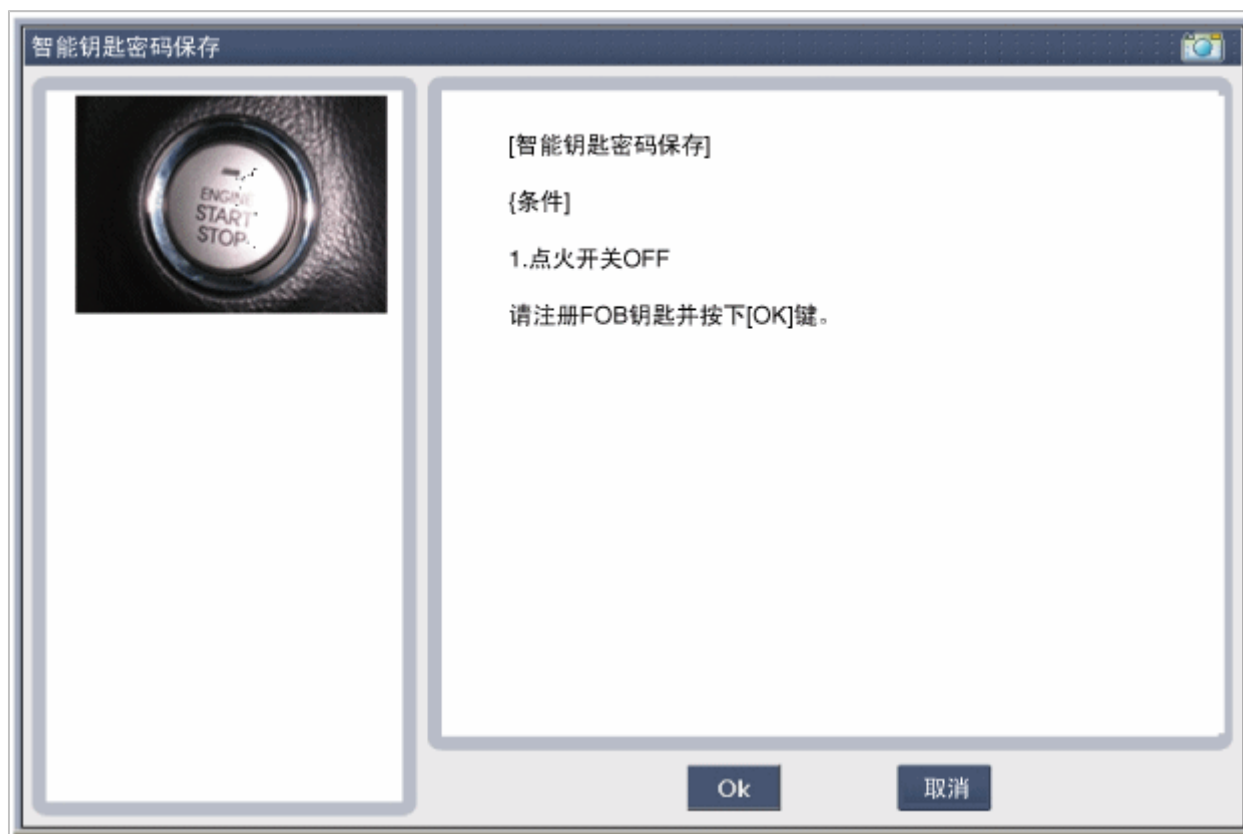 智能钥匙密码保存
ENGINE
START
STOP
[智能钥匙密码保存]
{条件]
1.点火开关OFF
请注册FOB钥匙并按下[OK]键。
Ok
取消